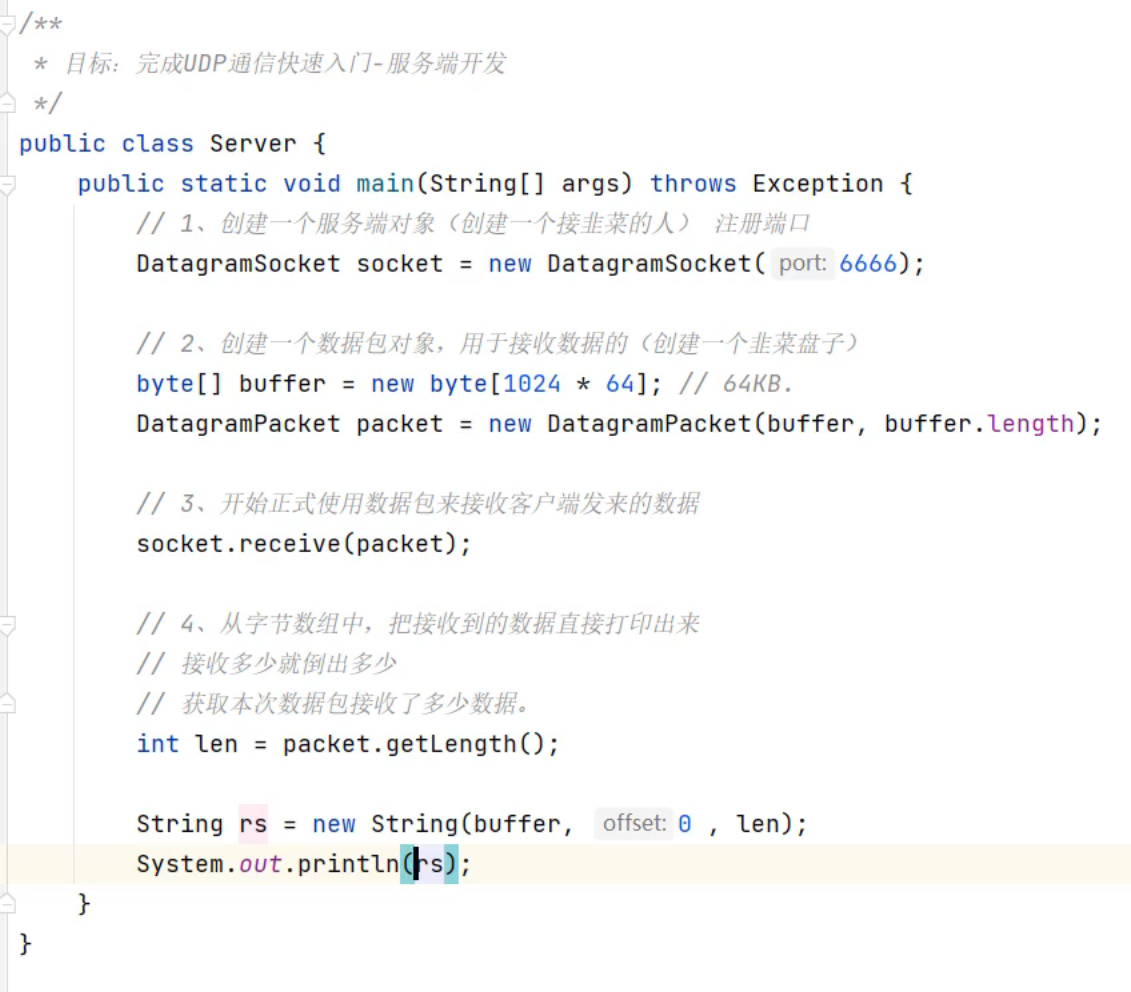 /**
 * 目标：完成UDP通信快速入门-服务端开发
 */
public class Server {
    public static void main(String[] args) throws Exception {
        // 1、创建一个服务端对象（创建一个接韭菜的人） 注册端口
        DatagramSocket socket = new DatagramSocket( port: 6666);
        // 2、创建一个数据包对象，用于接收数据的（创建一个韭菜盘子）
        byte[] buffer = new byte[1024 * 64]; // 64KB.
        DatagramPacket packet = new DatagramPacket(buffer, buffer.length);
        // 3、开始正式使用数据包来接收客户端发来的数据
        socket.receive(packet);
        // 4、从字节数组中，把接收到的数据直接打印出来
        // 接收多少就倒出多少
        // 获取本次数据包接收了多少数据。
        int len = packet.getLength();
        String rs = new String(buffer, offset: 0 , len);
        System.out.println(rs);
    }
}